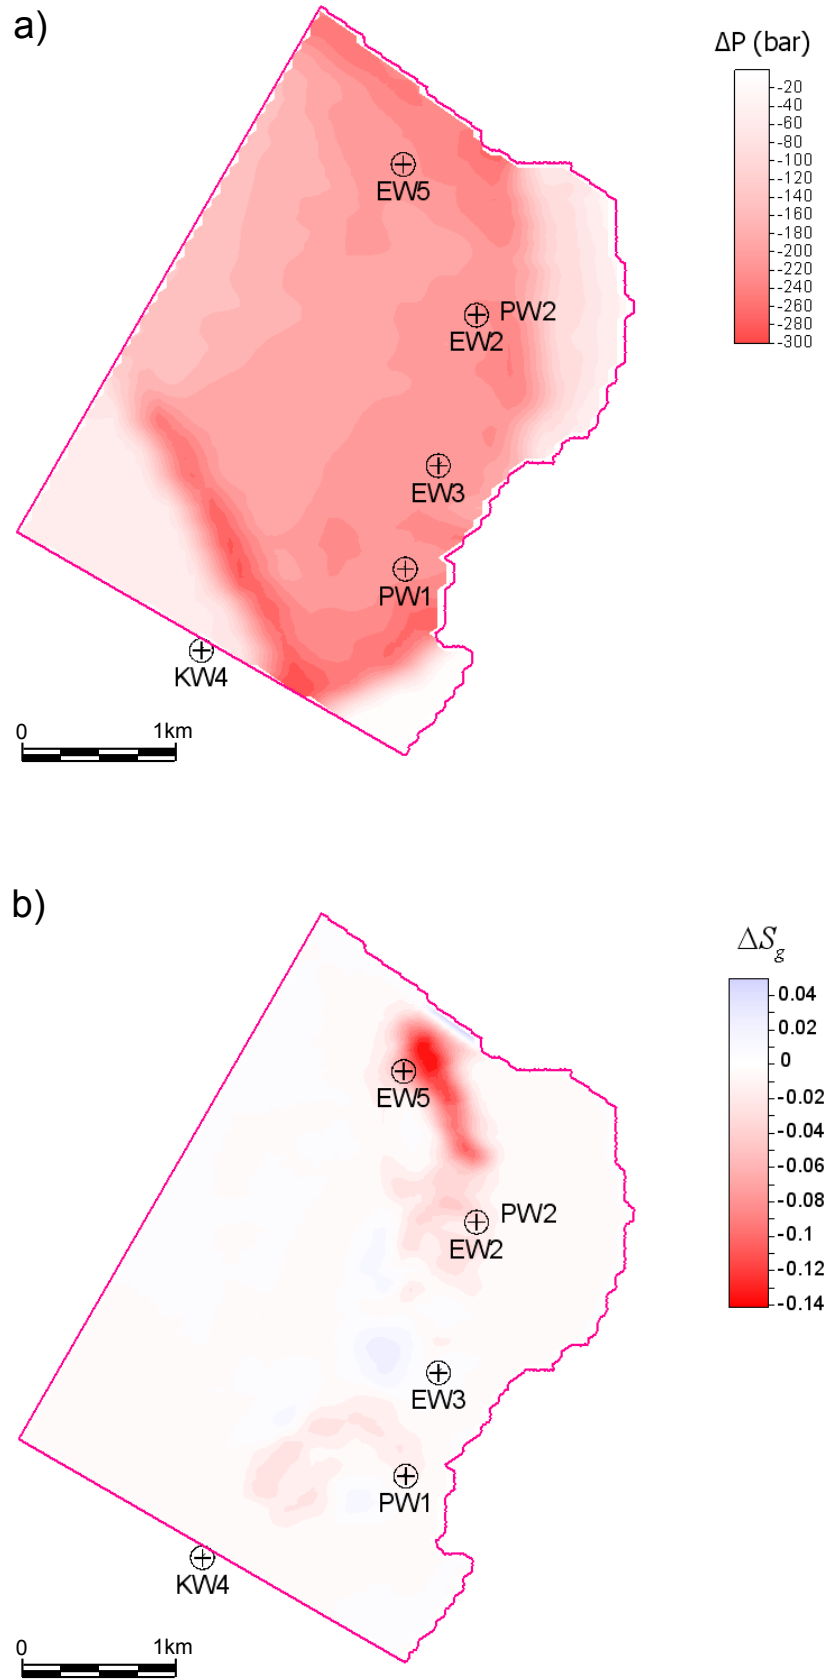 a)
ΔP (bar)
-20
-40
-60
-80
-100
-120
-140
-160
-180
-200
-220
-240
-260
-280
-300
EW5
PW2
EW2
EW3
PW1
KW4
0 1km
b)
ΔSg
0.04
0.02
0
-0.02
-0.04
-0.06
-0.08
-0.1
-0.12
-0.14
EW5
PW2
EW2
EW3
PW1
KW4
0 1km